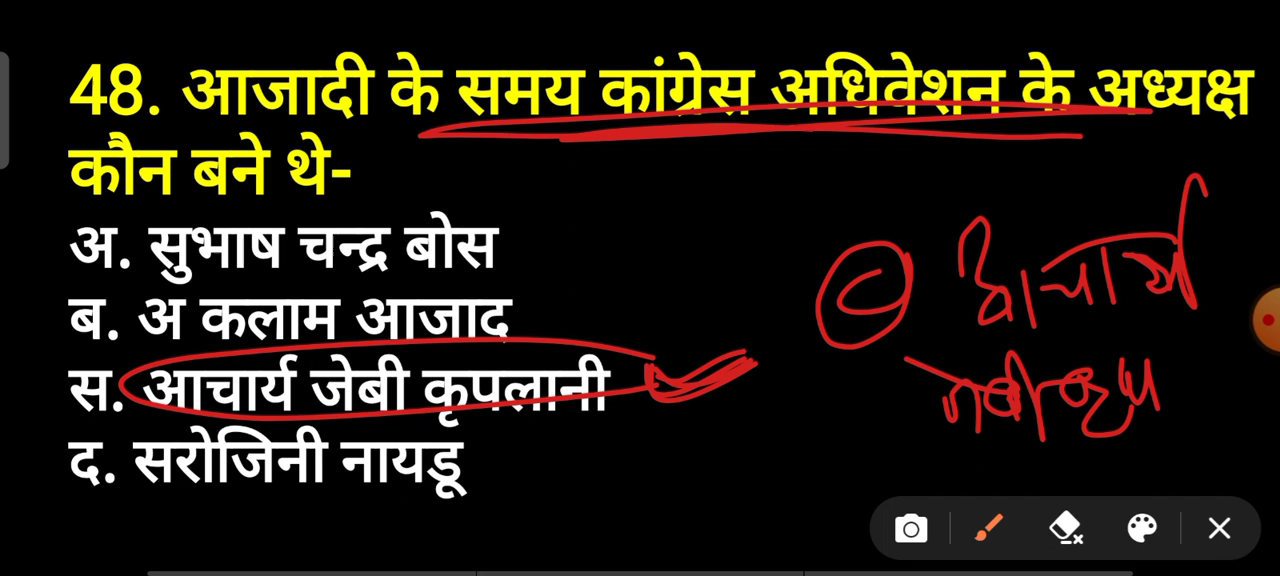 48. आजादी के समय कांग्रेस अधिवेशन के अध्यक्ष
कौन बने थे-
अ. सुभाष चन्द्र बोस
ब. अ कलाम आजाद
स. आचार्य जेबी कृपलानी
द. सरोजिनी नायडू
C आचार्य